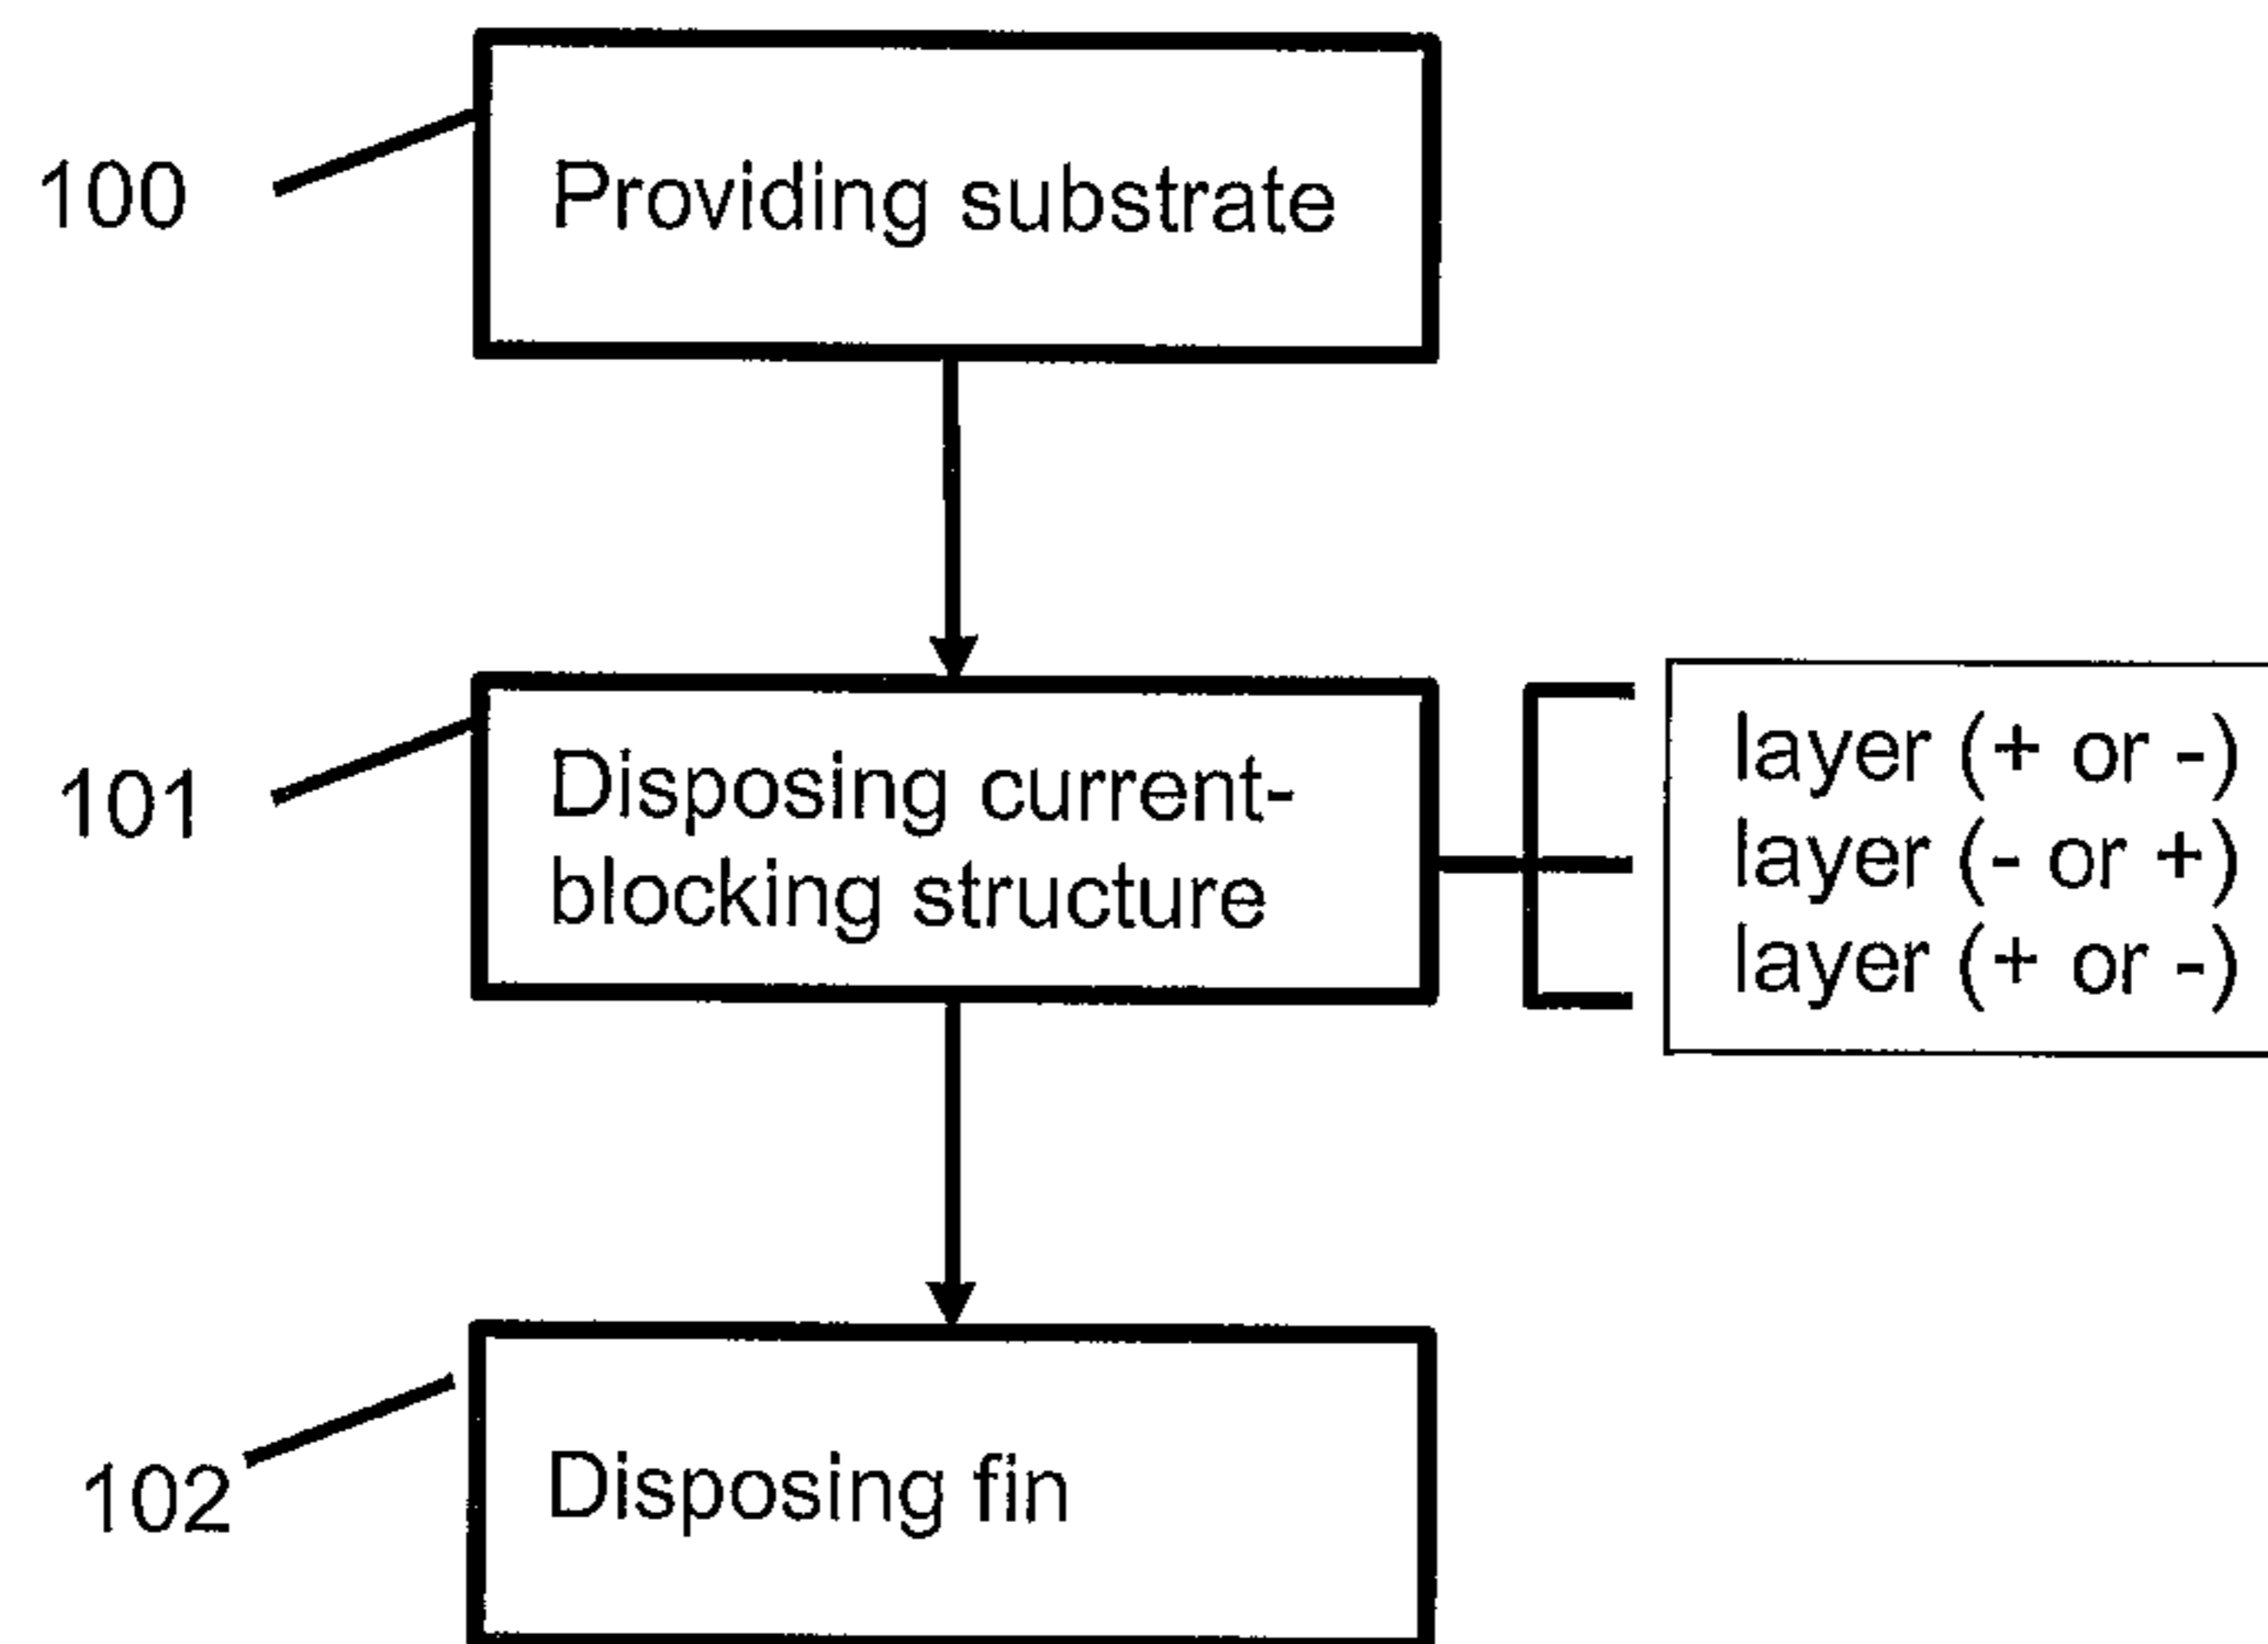 100
Providing substrate
101
Disposing current-
blocking structure
layer (+ or -)
layer (- or +)
layer (+ or -)
102
Disposing fin